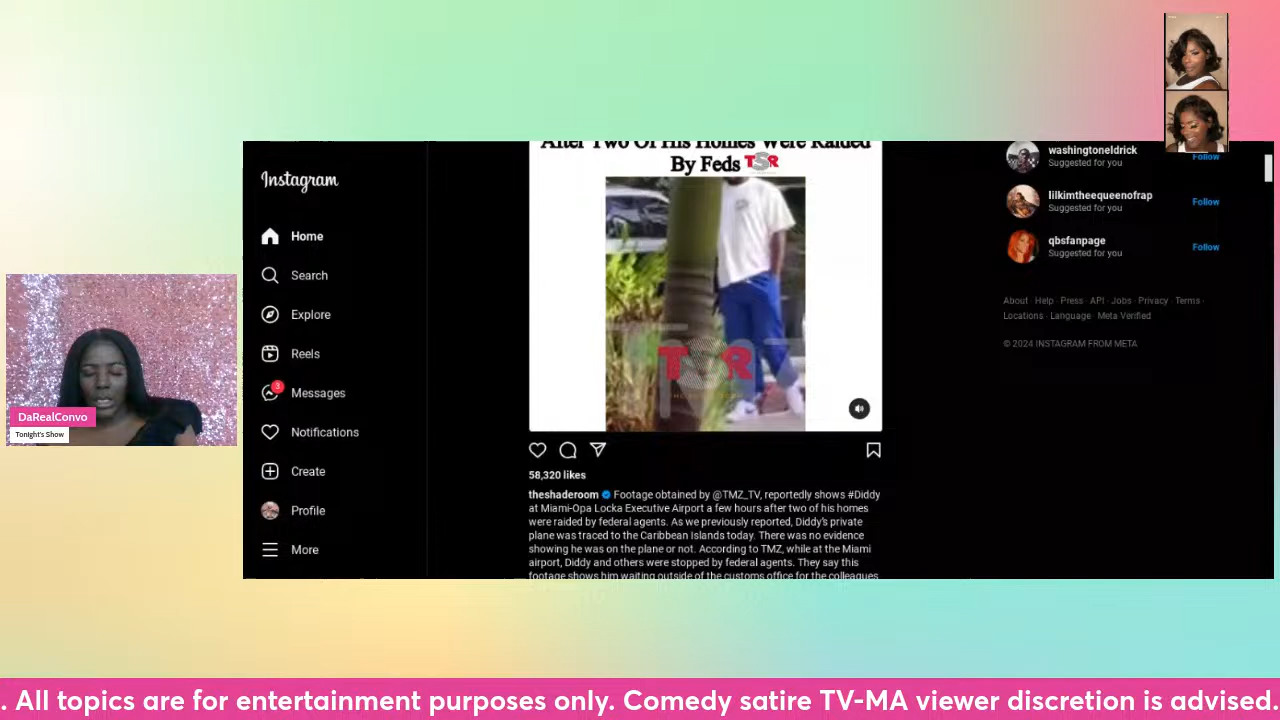 After Two Of His Homes Were Raided
By Feds TSR
Instagram
Home
Search
Explore
Reels
3
Messages
Notifications
Create
Profile
More
TSR
58,320 likes
theshaderoom Footage obtained by @TMZ_TV, reportedly shows #Diddy
at Miami-Opa Locka Executive Airport a few hours after two of his homes
were raided by federal agents. As we previously reported, Diddy's private
plane was traced to the Caribbean Islands today. There was no evidence
showing he was on the plane or not. According to TMZ, while at the Miami
airport, Diddy and others were stopped by federal agents. They say this
footage shows him waiting outside of the customs office for the colleagues
washingtoneldrick
Suggested for you
Follow
lilkimtheequeenofrap
Suggested for you
Follow
qbsfanpage
Suggested for you
Follow
About · Help · Press · API · Jobs · Privacy · Terms ·
Locations · Language · Meta Verified
© 2024 INSTAGRAM FROM META
DaRealConvo
Tonight's Show
. All topics are for entertainment purposes only. Comedy satire TV-MA viewer discretion is advised.